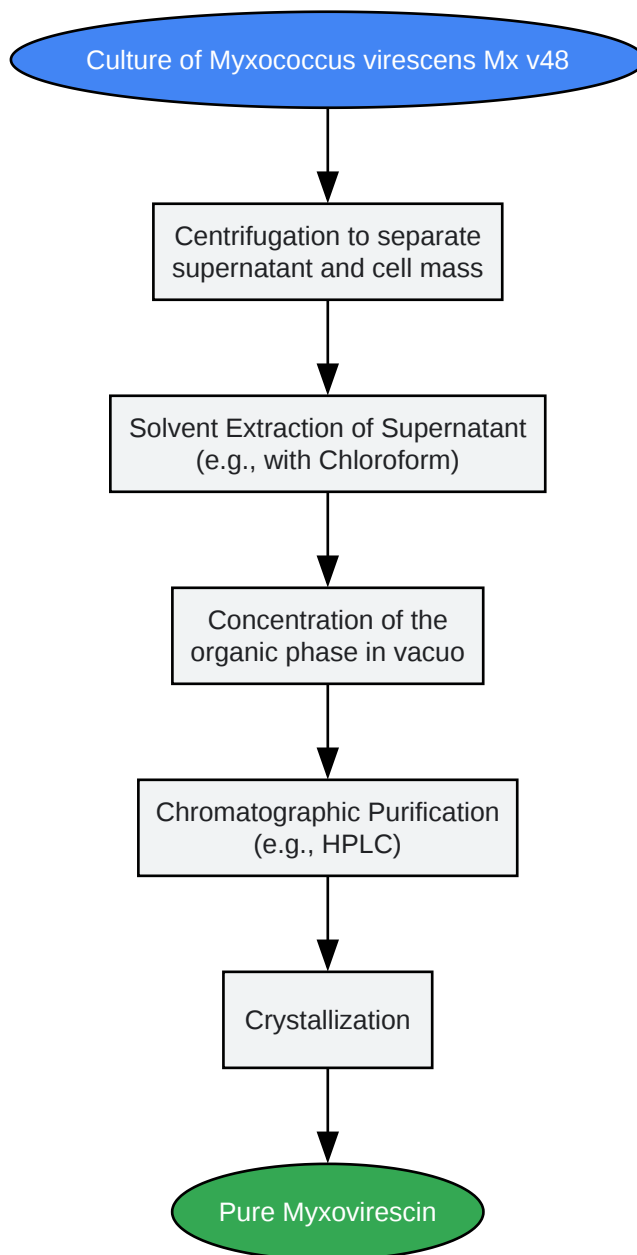 Culture of Myxococcus virescens Mx v48
Centrifugation to separate
supernatant and cell mass
Solvent Extraction of Supernatant
(e.g., with Chloroform)
Concentration of the
organic phase in vacuo
Chromatographic Purification
(e.g., HPLC)
Crystallization
Pure Myxovirescin